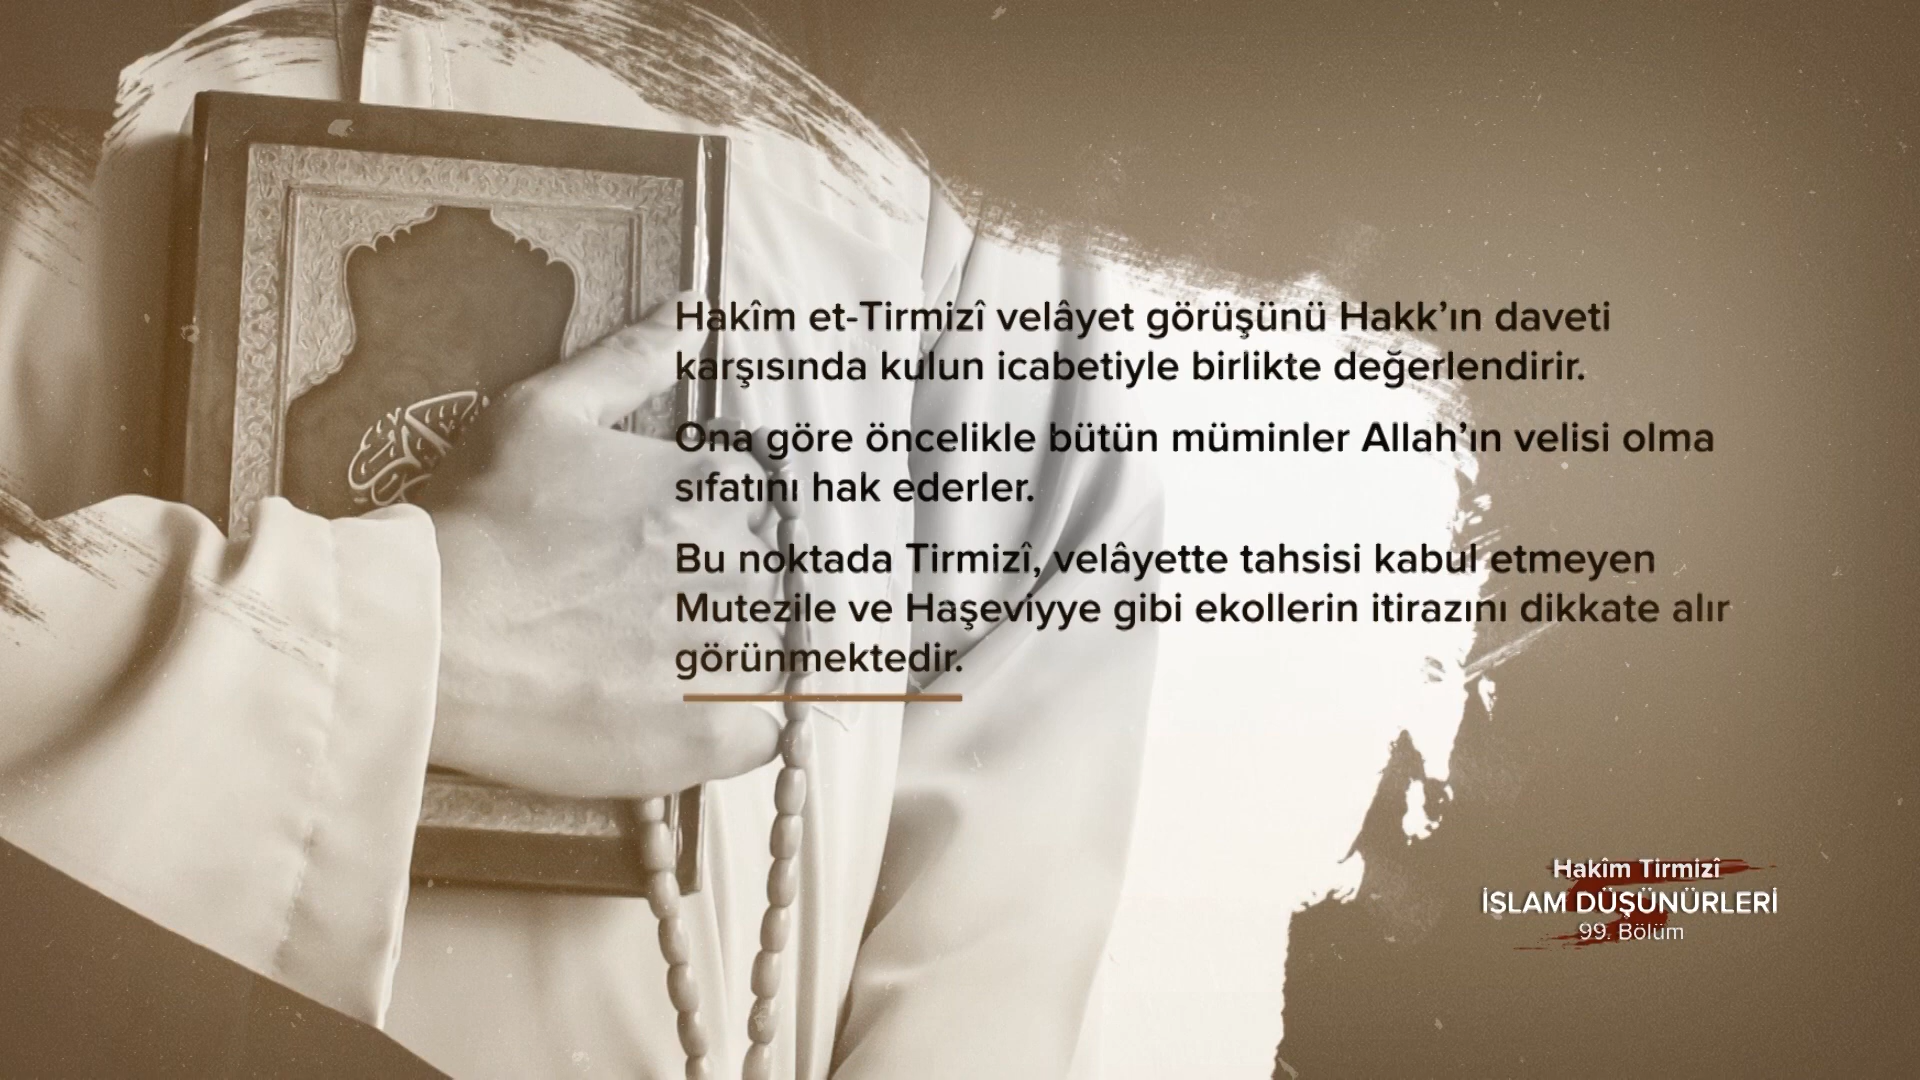 Hakîm et-Tirmizî velâyet görüşünü Hakk’ın daveti
karşısında kulun icabetiyle birlikte değerlendirir.
Ona göre öncelikle bütün müminler Allah’ın velisi olma
sıfatını hak ederler.
Bu noktada Tirmizî, velâyette tahsisi kabul etmeyen
Mutezile ve Haşeviyye gibi ekollerin itirazını dikkate alır
görünmektedir.
Hakîm Tirmizî
İSLAM DÜŞÜNÜRLERİ
99. Bölüm